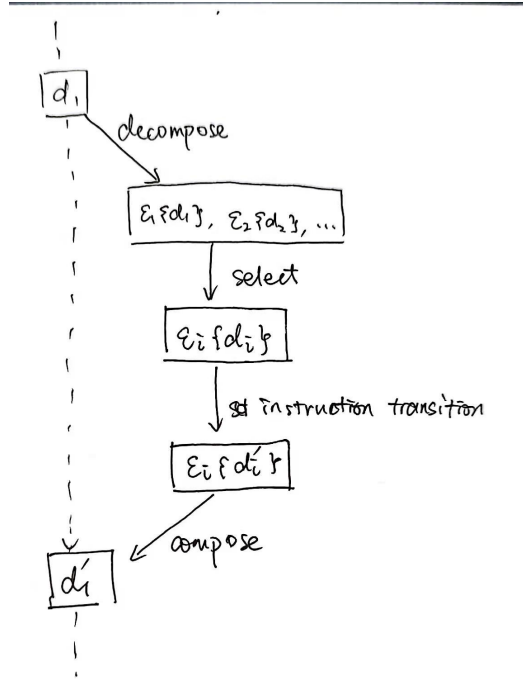 d₁
decompose
ε₁{d₁}, ε₂{d₂}, ...
select
εᵢ{dᵢ}
instruction transition
εᵢ{dᵢ′}
compose
d₁′